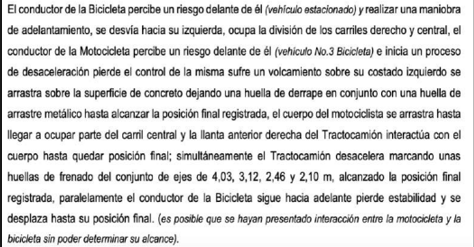 El conductor de la Bicicleta percibe un riesgo delante de él (vehículo estacionado) y realizar una maniobra
de adelantamiento, se desvía hacia su izquierda, ocupa la división de los carriles derecho y central, el
conductor de la Motocicleta percibe un riesgo delante de él (vehículo No.3 Bicicleta) e inicia un proceso
de desaceleración pierde el control de la misma sufre un volcamiento sobre su costado izquierdo se
arrastra sobre la superficie de concreto dejando una huella de derrape en conjunto con una huella de
arrastre metálico hasta alcanzar la posición final registrada, el cuerpo del motociclista se arrastra hasta
llegar a ocupar parte del carril central y la llanta anterior derecha del Tractocamión interactúa con el
cuerpo hasta quedar posición final; simultáneamente el Tractocamión desacelera marcando unas
huellas de frenado del conjunto de ejes de 4,03, 3,12, 2,46 y 2,10 m, alcanzado la posición final
registrada, paralelamente el conductor de la Bicicleta sigue hacia adelante pierde estabilidad y se
desplaza hasta su posición final. (es posible que se hayan presentado interacción entre la motocicleta y la
bicicleta sin poder determinar su alcance).